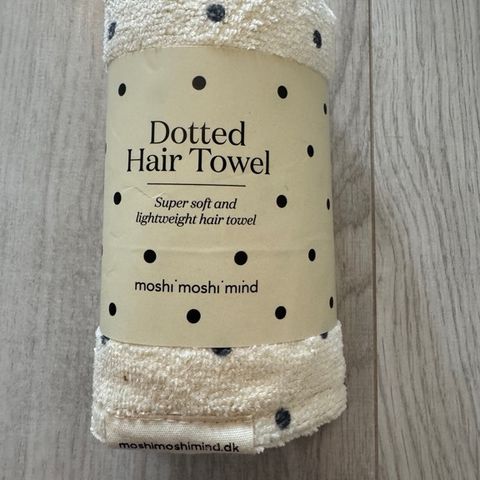 Dotted
Hair Towel
Super soft and
lightweight hair towel
moshi moshi mind
moshimoshimind.dk